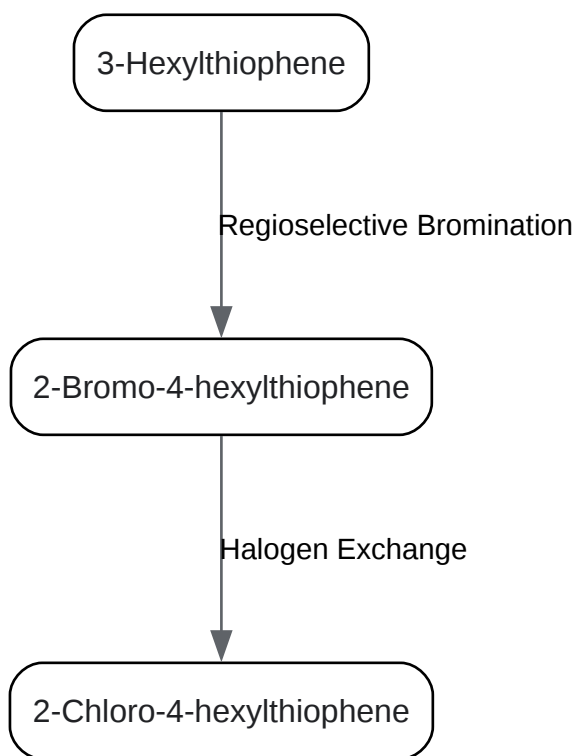 3-Hexylthiophene
Regioselective Bromination
2-Bromo-4-hexylthiophene
Halogen Exchange
2-Chloro-4-hexylthiophene